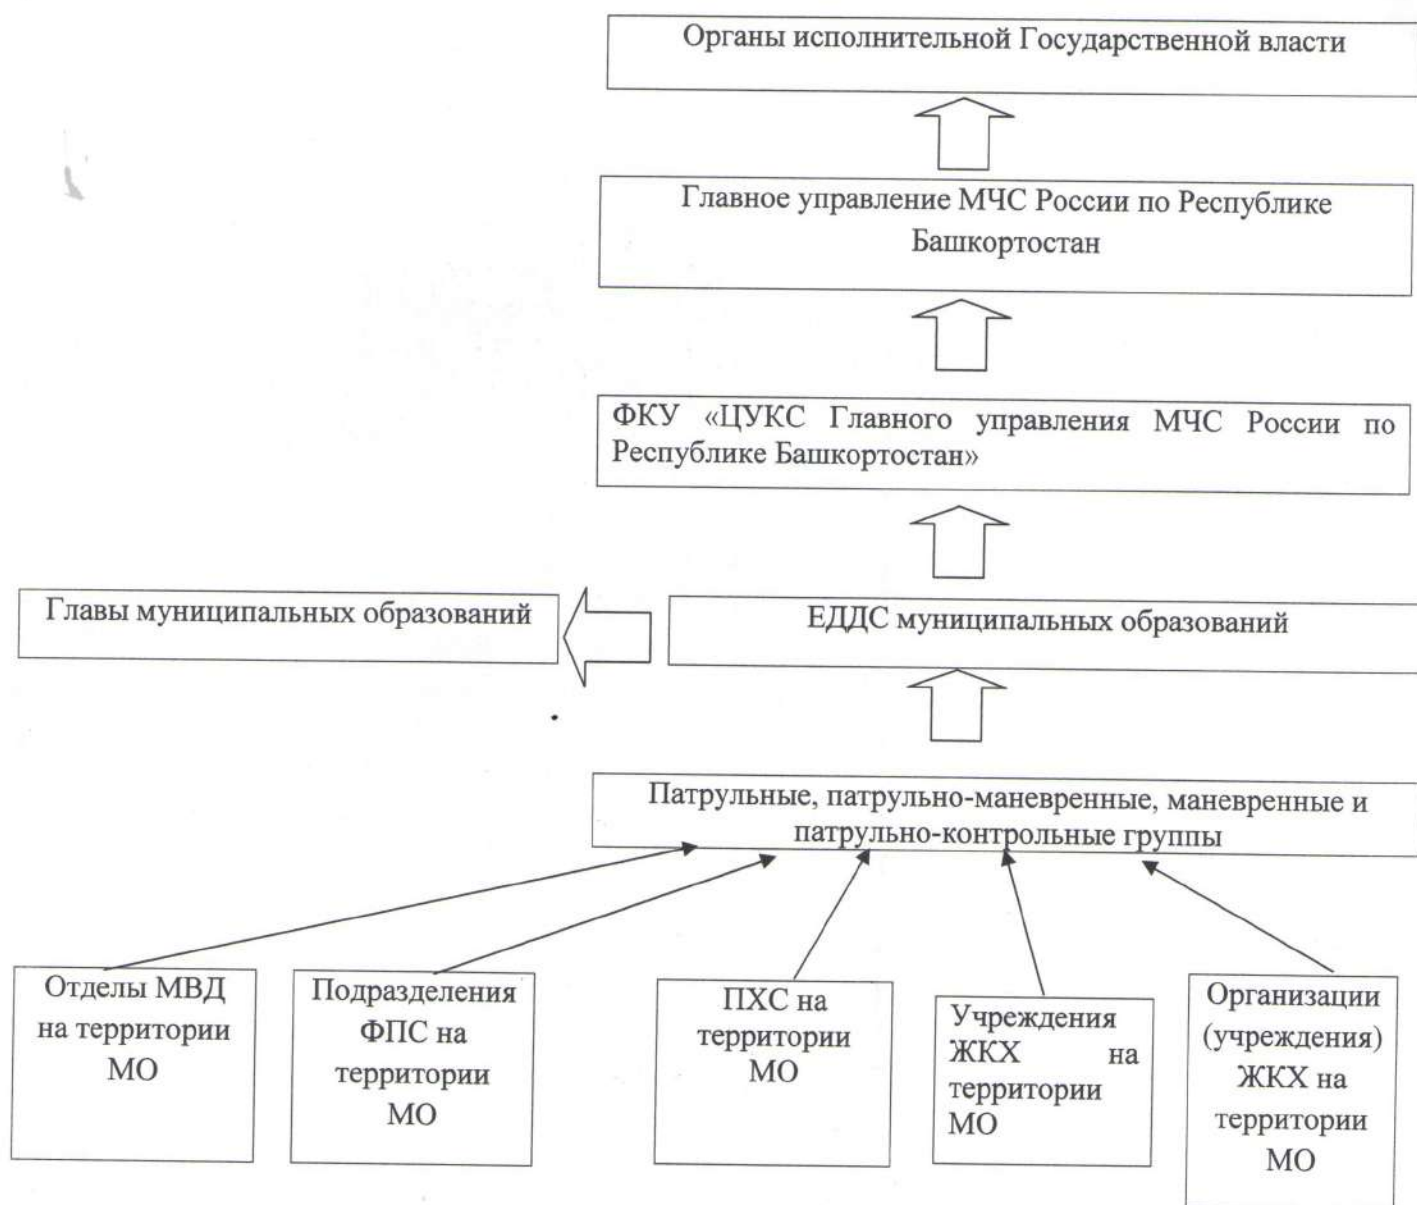 Органы исполнительной Государственной власти
Главное управление МЧС России по Республике
Башкортостан
ФКУ «ЦУКС Главного управления МЧС России по
Республике Башкортостан»
Главы муниципальных образований
ЕДДС муниципальных образований
Патрульные, патрульно-маневренные, маневренные и
патрульно-контрольные группы
Отделы МВД
на территории
МО
Подразделения
ФПС на
территории
МО
ПХС на
территории
МО
Учреждения
ЖКХ на
территории
МО
Организации
(учреждения)
ЖКХ на
территории
МО